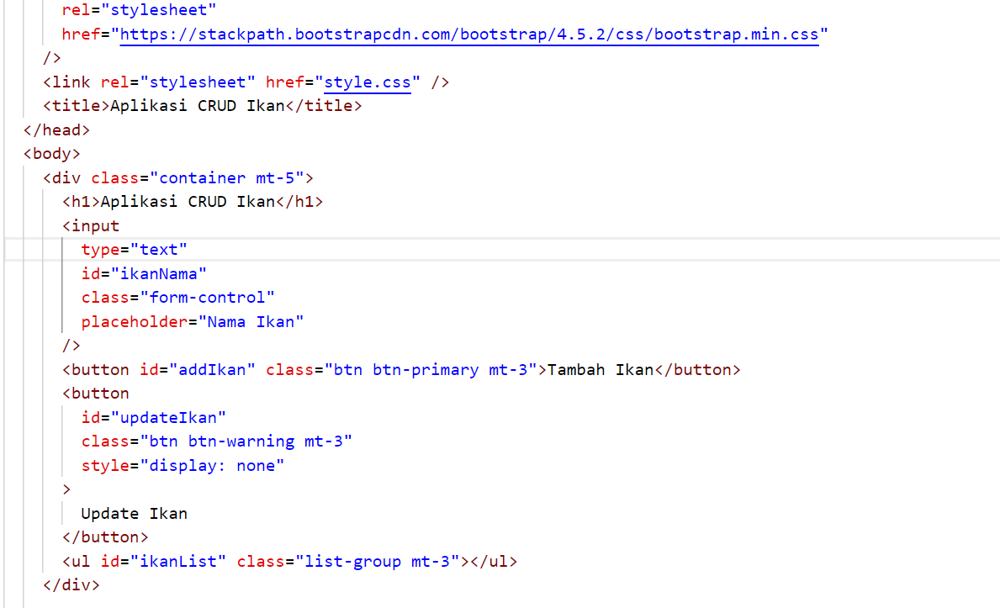 rel="stylesheet"
href="https://stackpath.bootstrapcdn.com/bootstrap/4.5.2/css/bootstrap.min.css"
/>
<link rel="stylesheet" href="style.css" />
<title>Aplikasi CRUD Ikan</title>
</head>
<body>
<div class="container mt-5">
<h1>Aplikasi CRUD Ikan</h1>
<input
type="text"
id="ikanNama"
class="form-control"
placeholder="Nama Ikan"
/>
<button id="addIkan" class="btn btn-primary mt-3">Tambah Ikan</button>
<button
id="updateIkan"
class="btn btn-warning mt-3"
style="display: none"
>
Update Ikan
</button>
<ul id="ikanList" class="list-group mt-3"></ul>
</div>